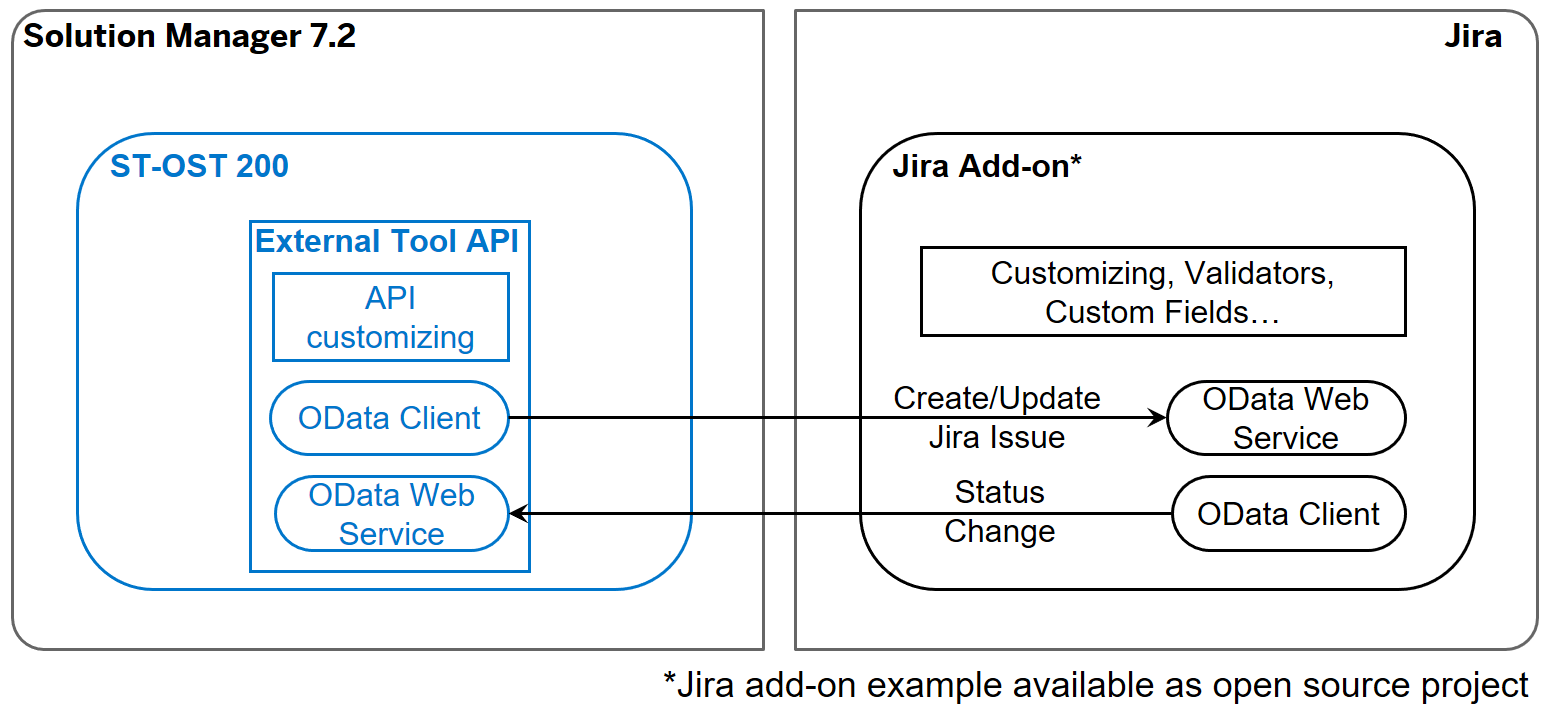 Solution Manager 7.2
ST-OST 200
External Tool API
API
customizing
OData Client
OData Web
Service
Jira
Jira Add-on*
Customizing, Validators,
Custom Fields…
Create/Update
Jira Issue
OData Web
Service
Status
Change
OData Client
*Jira add-on example available as open source project